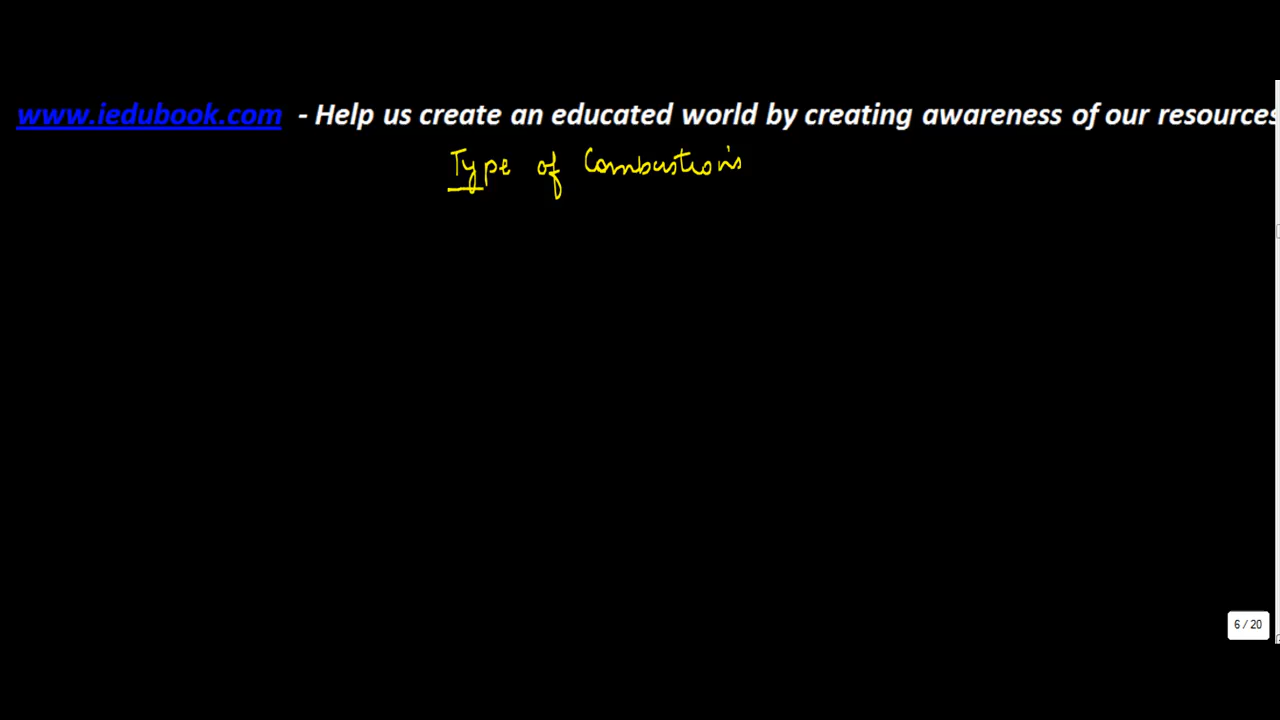 www.iedubook.com - Help us create an educated world by creating awareness of our resources
Type of Combustions
6 / 20